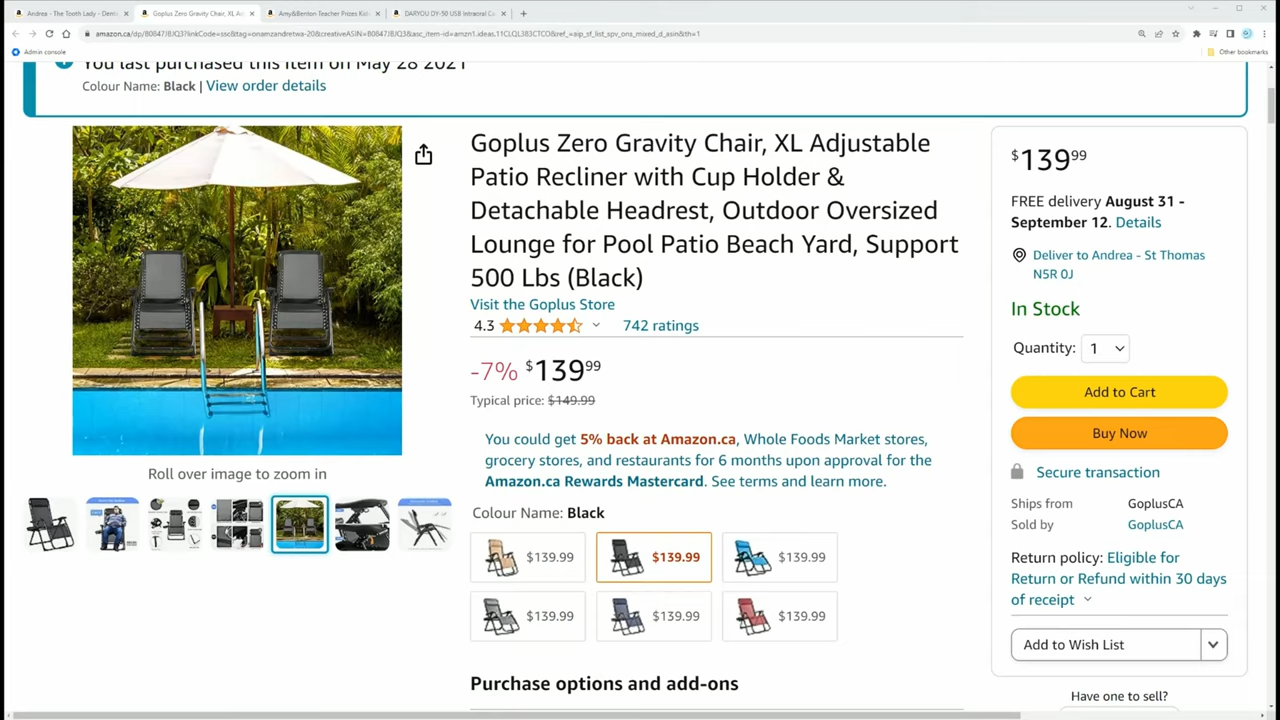 Andrea - The Tooth Lady - Dent
Goplus Zero Gravity Chair, XL Ad
Amy&Benton Teacher Prizes Kid
DARYOU DY-50 USB Intraoral C
Admin console
Other bookmarks
You last purchased this item on May 28 2021
Colour Name: Black | View order details
Goplus Zero Gravity Chair, XL Adjustable
Patio Recliner with Cup Holder &
Detachable Headrest, Outdoor Oversized
Lounge for Pool Patio Beach Yard, Support
500 Lbs (Black)
Visit the Goplus Store
4.3 742 ratings
-7% $139 99
Typical price: $149.99
You could get 5% back at Amazon.ca, Whole Foods Market stores,
grocery stores, and restaurants for 6 months upon approval for the
Amazon.ca Rewards Mastercard. See terms and learn more.
Colour Name: Black
$139.99 $139.99 $139.99
$139.99 $139.99 $139.99
Purchase options and add-ons
Roll over image to zoom in
$139 99
FREE delivery August 31 -
September 12. Details
Deliver to Andrea - St Thomas
N5R 0J
In Stock
Quantity: 1
Add to Cart
Buy Now
Secure transaction
Ships from GoplusCA
Sold by GoplusCA
Return policy: Eligible for
Return or Refund within 30 days
of receipt
Add to Wish List
Have one to sell?